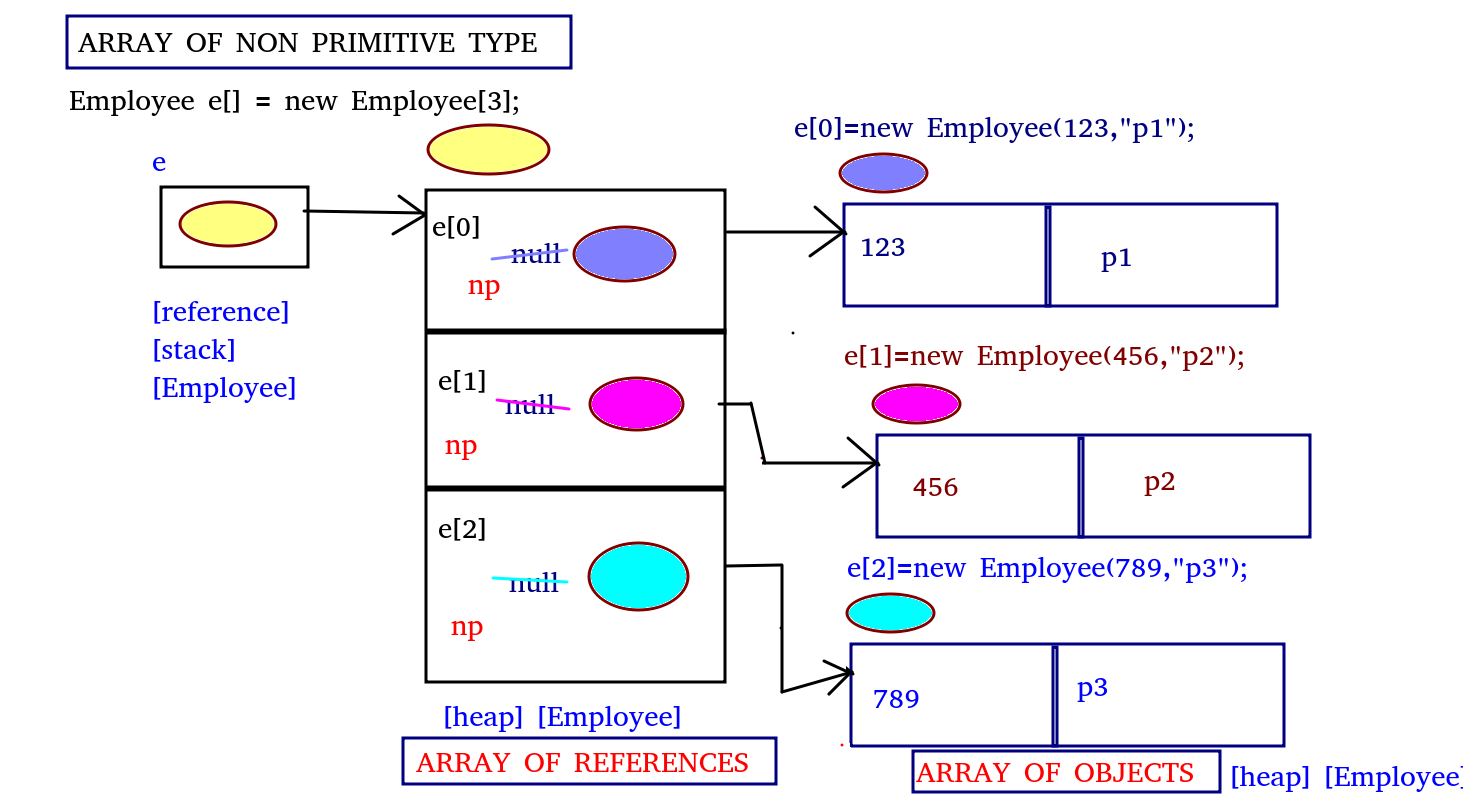 ARRAY OF NON PRIMITIVE TYPE
Employee e[] = new Employee[3];
e
[reference]
[stack]
[Employee]
e[0]
null
np
e[1]
null
np
e[2]
null
np
[heap] [Employee]
ARRAY OF REFERENCES
e[0]=new Employee(123,"p1");
123 p1
e[1]=new Employee(456,"p2");
456 p2
e[2]=new Employee(789,"p3");
789 p3
ARRAY OF OBJECTS [heap] [Employee]